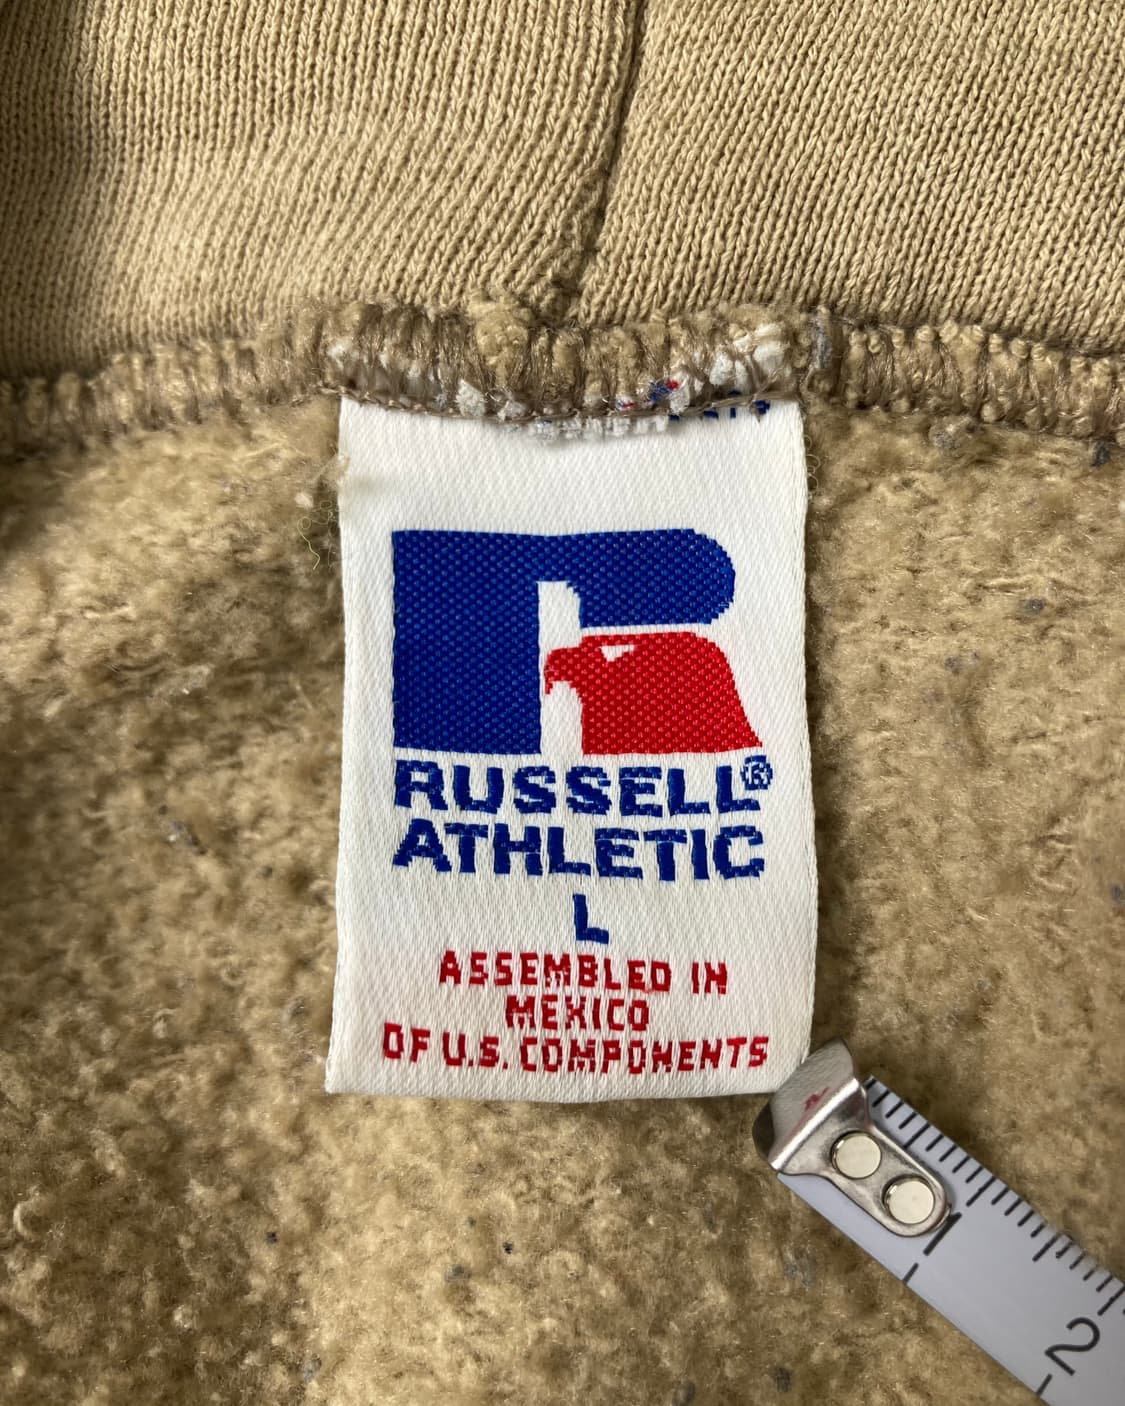 RUSSELL®
ATHLETIC
L
ASSEMBLED IN
MEXICO
OF U.S. COMPONENTS
1
2